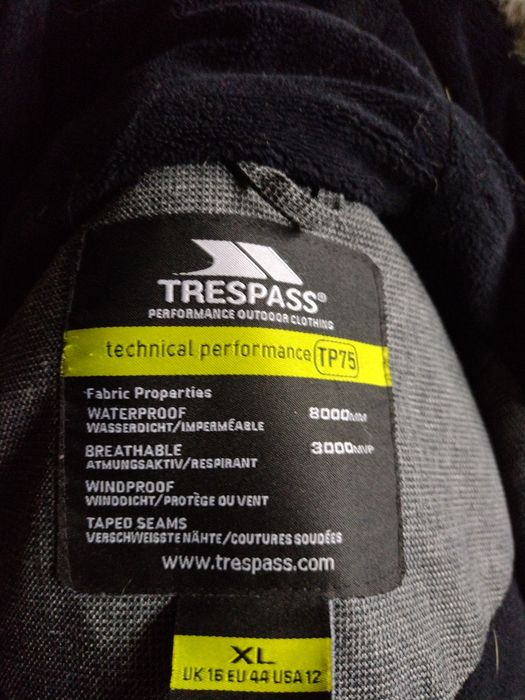 TRESPASS®
PERFORMANCE OUTDOOR CLOTHING
technical performance TP75
Fabric Properties
WATERPROOF 8000MM
WASSERDICHT/IMPERMÉABLE
BREATHABLE 3000MVP
ATMUNGSAKTIV/RESPIRANT
WINDPROOF
WINDDICHT/PROTÈGE OU VENT
TAPED SEAMS
VERSCHWEISSTE NÄHTE/COUTURES SOUDÉES
www.trespass.com
XL
UK 16 EU 44 USA 12